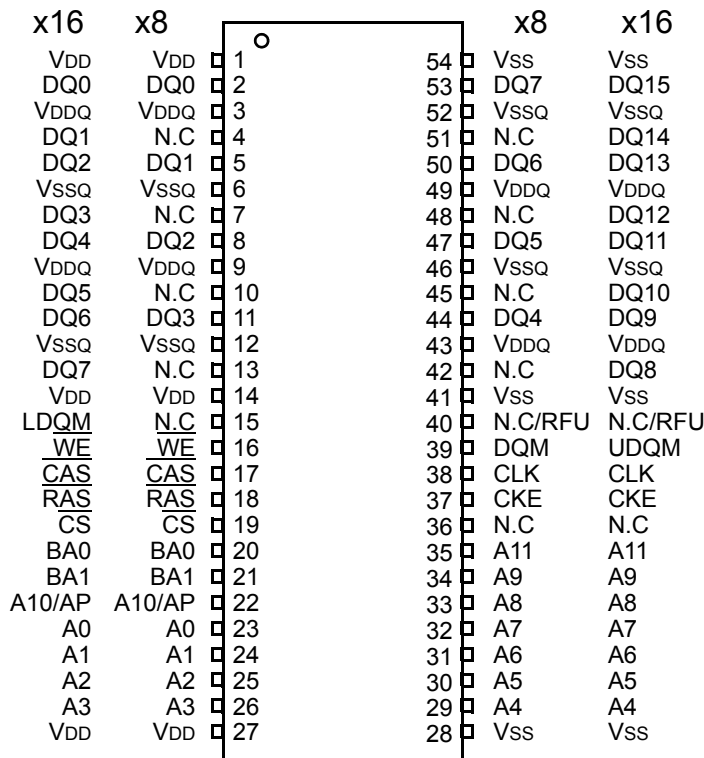 x16 x8 x8 x16
VDD VDD 1 54 VSS VSS
DQ0 DQ0 2 53 DQ7 DQ15
VDDQ VDDQ 3 52 VSSQ VSSQ
DQ1 N.C 4 51 N.C DQ14
DQ2 DQ1 5 50 DQ6 DQ13
VSSQ VSSQ 6 49 VDDQ VDDQ
DQ3 N.C 7 48 N.C DQ12
DQ4 DQ2 8 47 DQ5 DQ11
VDDQ VDDQ 9 46 VSSQ VSSQ
DQ5 N.C 10 45 N.C DQ10
DQ6 DQ3 11 44 DQ4 DQ9
VSSQ VSSQ 12 43 VDDQ VDDQ
DQ7 N.C 13 42 N.C DQ8
VDD VDD 14 41 VSS VSS
LDQM N.C 15 40 N.C/RFU N.C/RFU
WE WE 16 39 DQM UDQM
CAS CAS 17 38 CLK CLK
RAS RAS 18 37 CKE CKE
CS CS 19 36 N.C N.C
BA0 BA0 20 35 A11 A11
BA1 BA1 21 34 A9 A9
A10/AP A10/AP 22 33 A8 A8
A0 A0 23 32 A7 A7
A1 A1 24 31 A6 A6
A2 A2 25 30 A5 A5
A3 A3 26 29 A4 A4
VDD VDD 27 28 VSS VSS